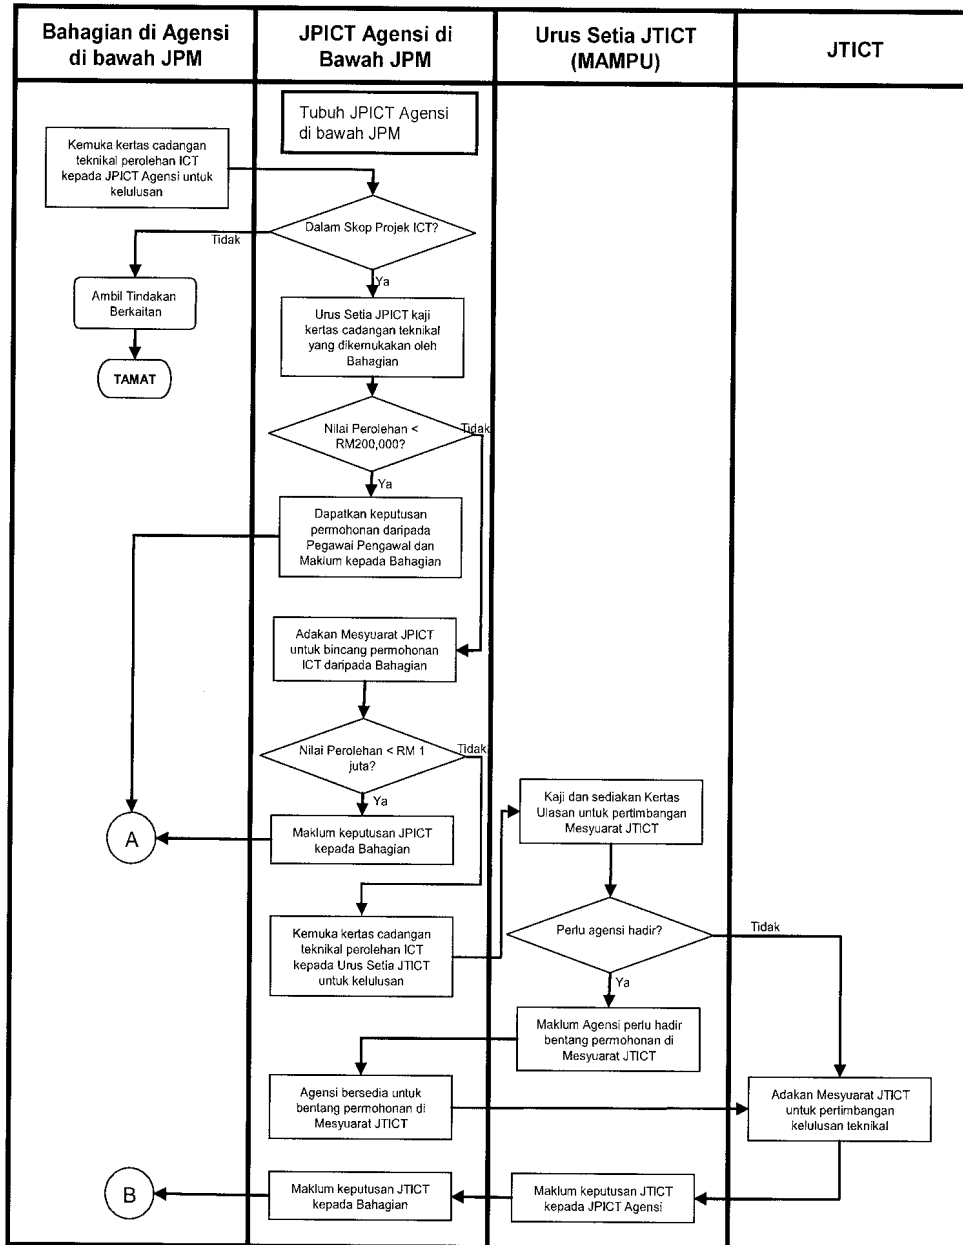 Bahagian di Agensi
di bawah JPM
JPICT Agensi di
Bawah JPM
Urus Setia JTICT
(MAMPU)
JTICT
Tubuh JPICT Agensi
di bawah JPM
Kemuka kertas cadangan
teknikal perolehan ICT
kepada JPICT Agensi untuk
kelulusan
Dalam Skop Projek ICT?
Tidak
Ya
Ambil Tindakan
Berkaitan
TAMAT
Urus Setia JPICT kaji
kertas cadangan teknikal
yang dikemukakan oleh
Bahagian
Nilai Perolehan <
RM200,000?
Tidak
Ya
Dapatkan keputusan
permohonan daripada
Pegawai Pengawal dan
Maklum kepada Bahagian
Adakan Mesyuarat JPICT
untuk bincang permohonan
ICT daripada Bahagian
Nilai Perolehan < RM 1
juta?
Tidak
Ya
Maklum keputusan JPICT
kepada Bahagian
A
Kemuka kertas cadangan
teknikal perolehan ICT
kepada Urus Setia JTICT
untuk kelulusan
Kaji dan sediakan Kertas
Ulasan untuk pertimbangan
Mesyuarat JTICT
Perlu agensi hadir?
Tidak
Ya
Maklum Agensi perlu hadir
bentang permohonan di
Mesyuarat JTICT
Agensi bersedia untuk
bentang permohonan di
Mesyuarat JTICT
Adakan Mesyuarat JTICT
untuk pertimbangan
kelulusan teknikal
Maklum keputusan JTICT
kepada JPICT Agensi
Maklum keputusan JTICT
kepada Bahagian
B